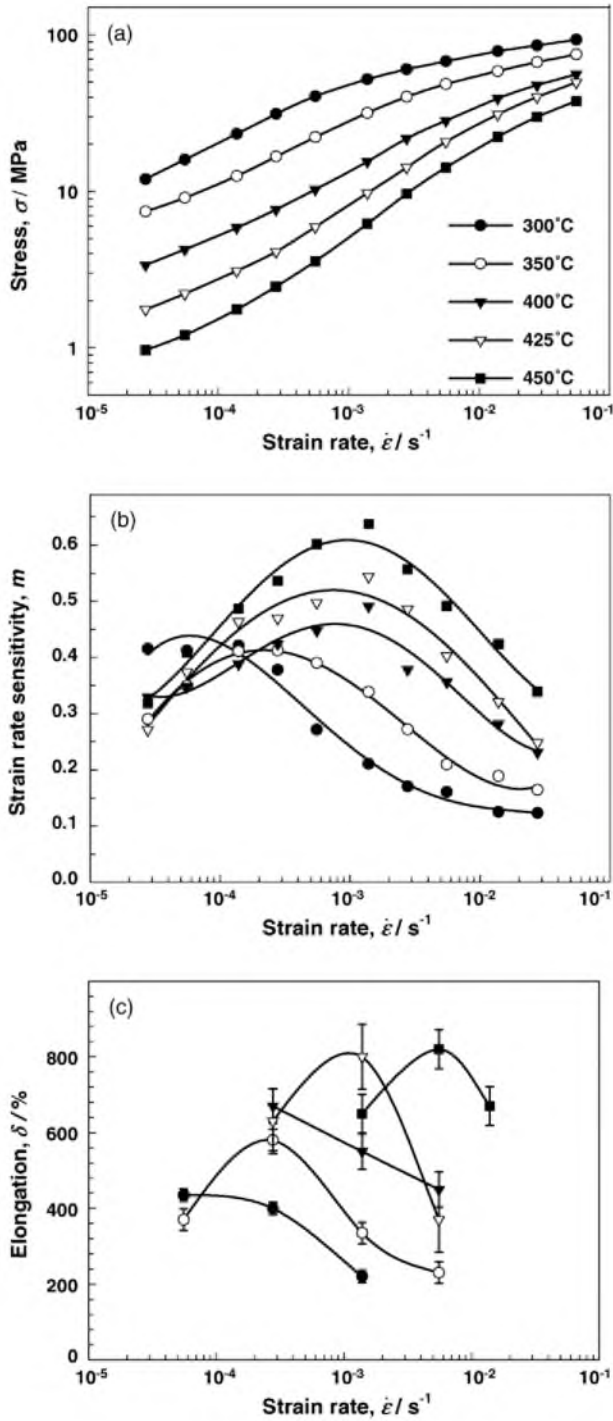 (a)
100
10
1
Stress, σ / MPa
300°C
350°C
400°C
425°C
450°C
10⁻⁵ 10⁻⁴ 10⁻³ 10⁻² 10⁻¹
Strain rate, ε̇ / s⁻¹
(b)
0.6
0.5
0.4
0.3
0.2
0.1
0.0
Strain rate sensitivity, m
10⁻⁵ 10⁻⁴ 10⁻³ 10⁻² 10⁻¹
Strain rate, ε̇ / s⁻¹
(c)
800
600
400
200
0
Elongation, δ / %
10⁻⁵ 10⁻⁴ 10⁻³ 10⁻² 10⁻¹
Strain rate, ε̇ / s⁻¹